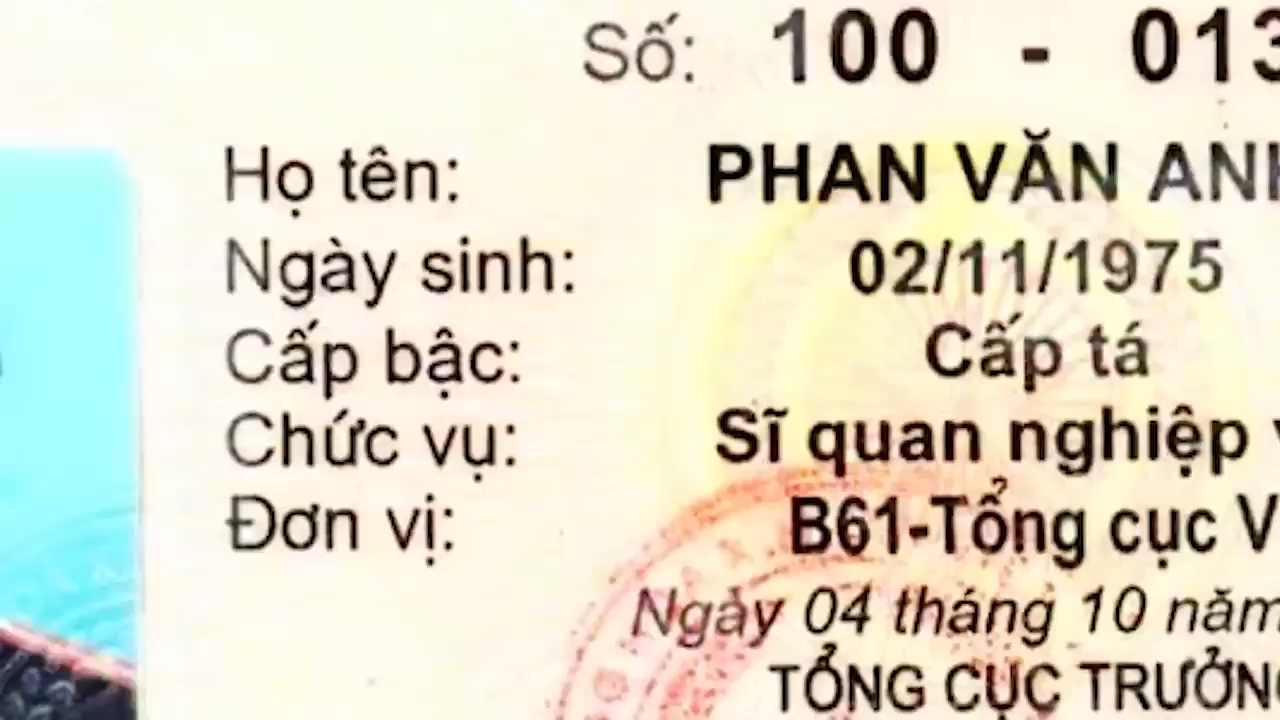 Số: 100 - 013
Họ tên: PHAN VĂN ANH
Ngày sinh: 02/11/1975
Cấp bậc: Cấp tá
Chức vụ: Sĩ quan nghiệp
Đơn vị: B61-Tổng cục V
Ngày 04 tháng 10 năm
TỔNG CỤC TRƯỞNG